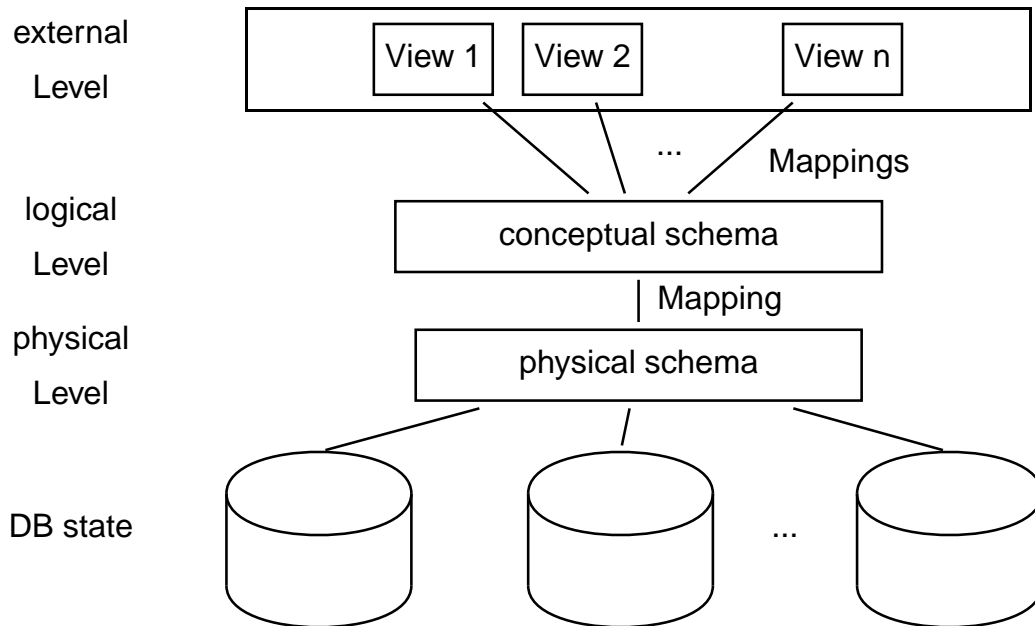 external
Level
View 1
View 2
View n
...
Mappings
logical
Level
conceptual schema
Mapping
physical
Level
physical schema
DB state
...